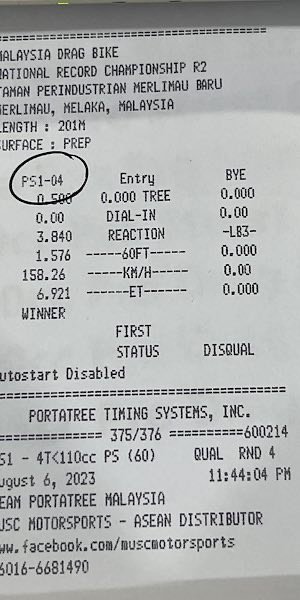 MALAYSIA DRAG BIKE
NATIONAL RECORD CHAMPIONSHIP R2
TAMAN PERINDUSTRIAN MERLIMAU BARU
MERLIMAU, MELAKA, MALAYSIA
LENGTH : 201M
SURFACE : PREP
PS1-04 Entry BYE
0.500 0.000 TREE 0.000
0.00 DIAL-IN 0.00
3.840 REACTION -LB3-
1.576 ------60FT----- 0.000
158.26 -----KM/H----- 0.00
6.921 ------ET----- 0.000
WINNER
FIRST
STATUS DISQUAL
utostart Disabled
PORTATREE TIMING SYSTEMS, INC.
============= 375/376 ==========600214
S1 - 4T<110cc PS (60) QUAL RND 4
ugust 6, 2023 11:44:04 PM
EAM PORTATREE MALAYSIA
USC MOTORSPORTS - ASEAN DISTRIBUTOR
ww.facebook.com/muscmotorsports
6016-6681490